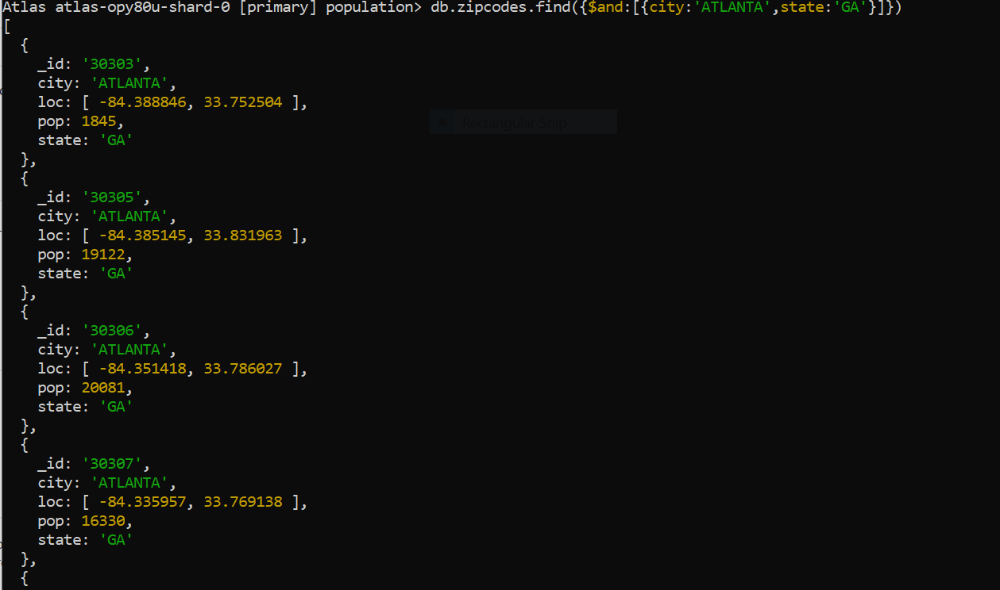 Atlas atlas-opy80u-shard-0 [primary] population> db.zipcodes.find({$and:[{city:'ATLANTA',state:'GA'}]})
[
  {
    _id: '30303',
    city: 'ATLANTA',
    loc: [ -84.388846, 33.752504 ],
    pop: 1845,
    state: 'GA'
  },
  {
    _id: '30305',
    city: 'ATLANTA',
    loc: [ -84.385145, 33.831963 ],
    pop: 19122,
    state: 'GA'
  },
  {
    _id: '30306',
    city: 'ATLANTA',
    loc: [ -84.351418, 33.786027 ],
    pop: 20081,
    state: 'GA'
  },
  {
    _id: '30307',
    city: 'ATLANTA',
    loc: [ -84.335957, 33.769138 ],
    pop: 16330,
    state: 'GA'
  },
  {
Rectangular Snip